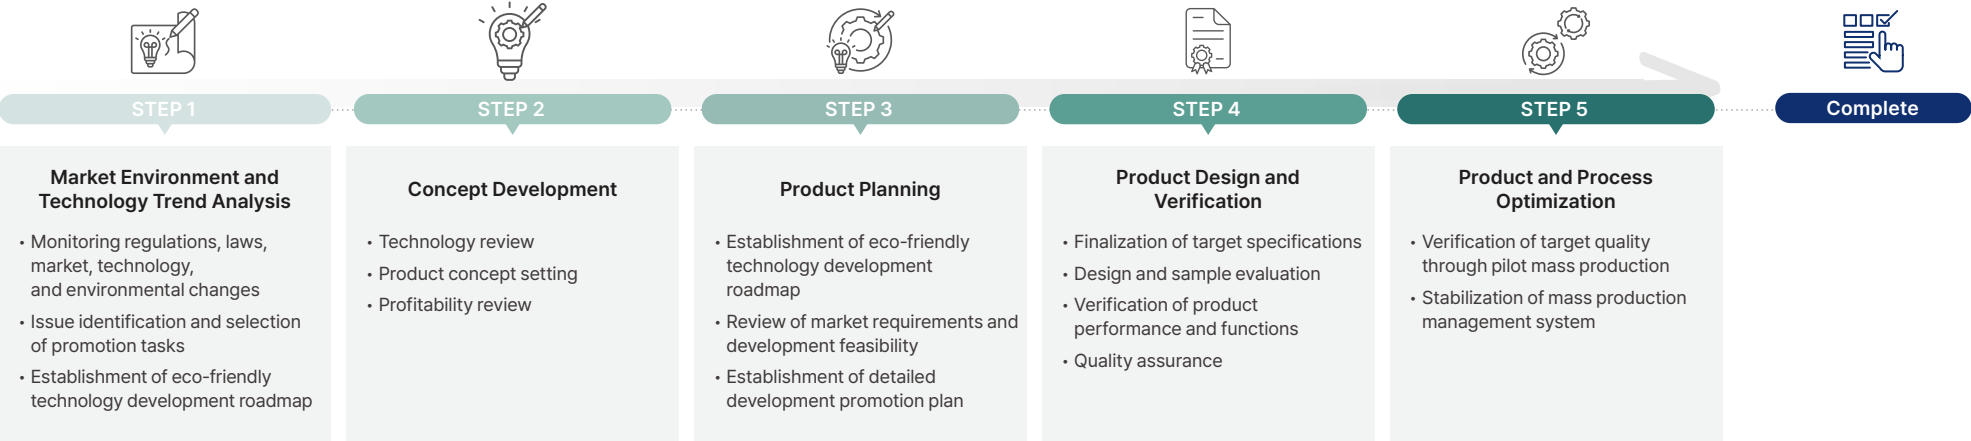 STEP 1
Market Environment and
Technology Trend Analysis
• Monitoring regulations, laws,
market, technology,
and environmental changes
• Issue identification and selection
of promotion tasks
• Establishment of eco-friendly
technology development roadmap
STEP 2
Concept Development
• Technology review
• Product concept setting
• Profitability review
STEP 3
Product Planning
• Establishment of eco-friendly
technology development
roadmap
• Review of market requirements and
development feasibility
• Establishment of detailed
development promotion plan
STEP 4
Product Design and
Verification
• Finalization of target specifications
• Design and sample evaluation
• Verification of product
performance and functions
• Quality assurance
STEP 5
Product and Process
Optimization
• Verification of target quality
through pilot mass production
• Stabilization of mass production
management system
Complete